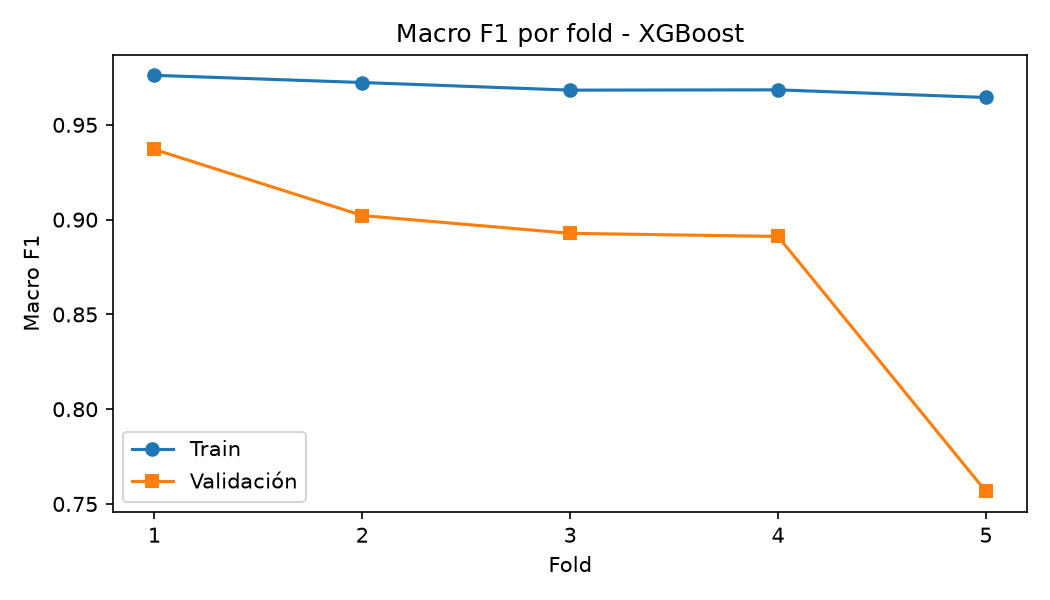 Macro F1 por fold - XGBoost
Macro F1
0.95
0.90
0.85
0.80
0.75
Train
Validación
1 2 3 4 5
Fold